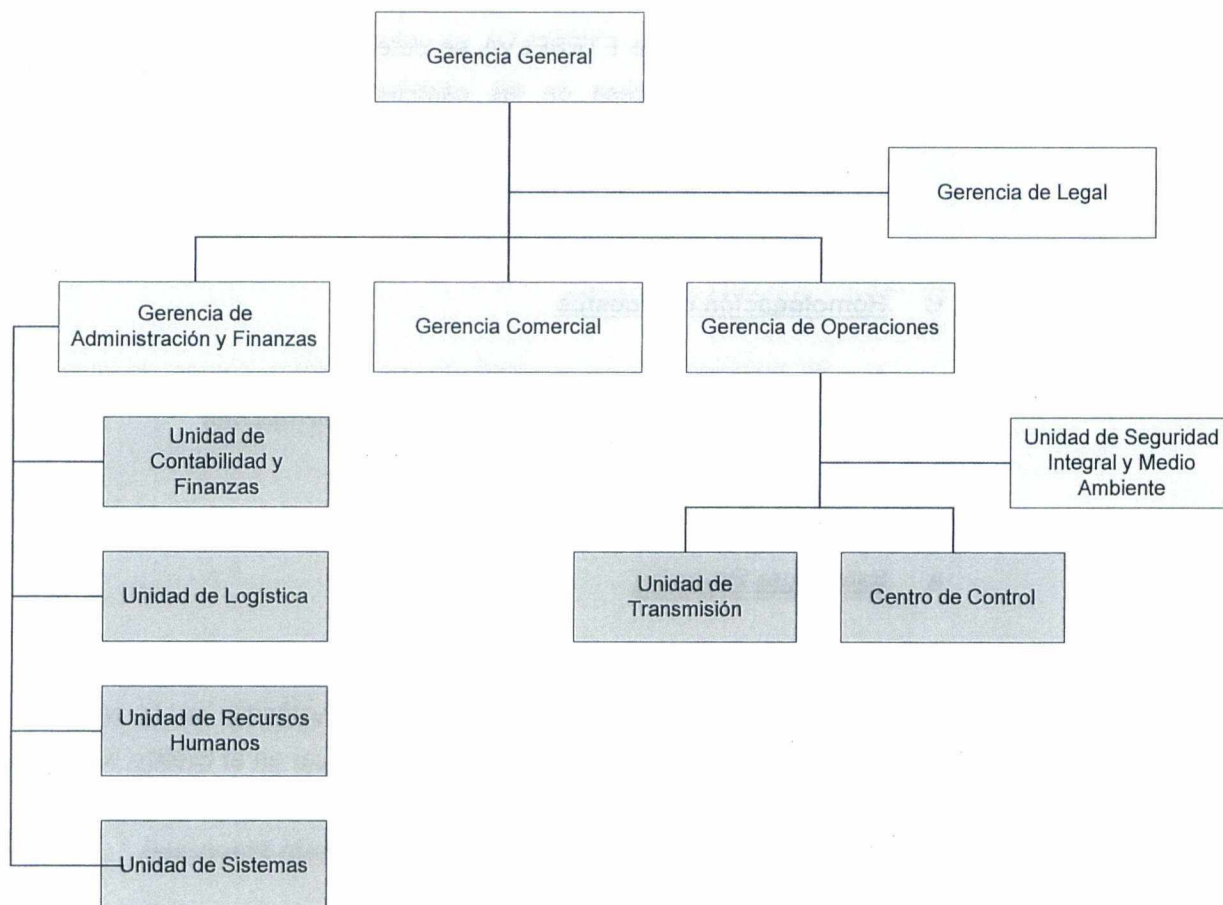 Gerencia General
Gerencia de Legal
Gerencia de
Administración y Finanzas
Gerencia Comercial
Gerencia de Operaciones
Unidad de
Contabilidad y
Finanzas
Unidad de Seguridad
Integral y Medio
Ambiente
Unidad de Logística
Unidad de
Transmisión
Centro de Control
Unidad de Recursos
Humanos
Unidad de Sistemas